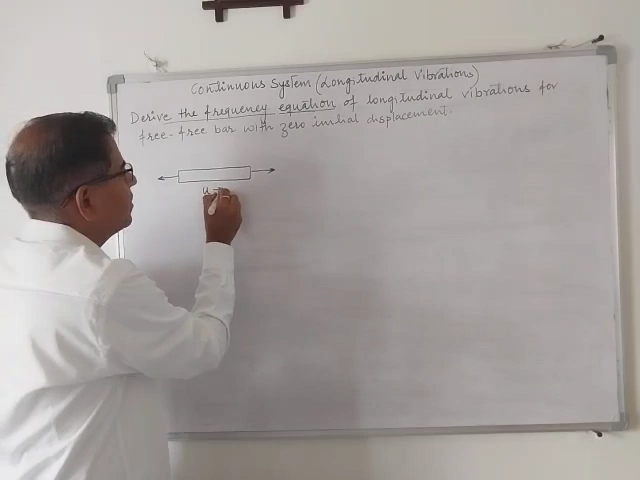 Continuous System (Longitudinal Vibrations)
Derive the frequency equation of longitudinal vibrations for
free-free bar with zero initial displacement.
u